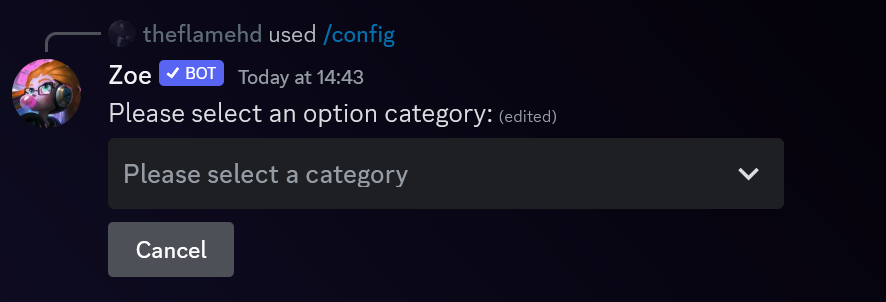 theflamehd used /config
Zoe BOT Today at 14:43
Please select an option category: (edited)
Please select a category
Cancel